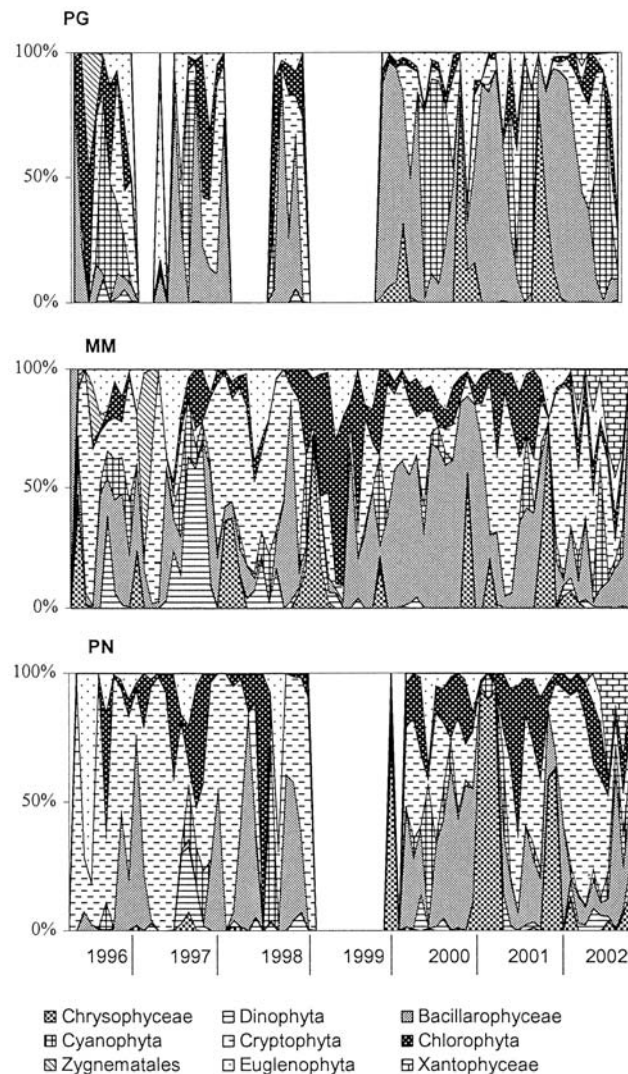 PG
100%
50%
0%
MM
100%
50%
0%
PN
100%
50%
0%
1996 1997 1998 1999 2000 2001 2002
Chrysophyceae Dinophyta Bacillarophyceae
Cyanophyta Cryptophyta Chlorophyta
Zygnematales Euglenophyta Xantophyceae